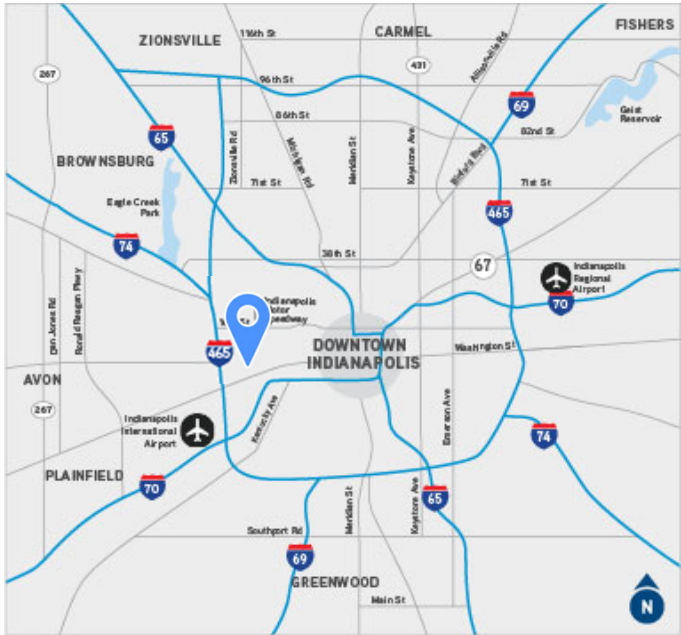 116th St
CARMEL
FISHERS
ZIONSVILLE
Allisonville Rd
267
431
96th St
69
Geist
Reservoir
86th St
82nd St
65
Zionsville Rd
Michigan Rd
Meridian St
Keystone Ave
Binford Blvd
BROWNSBURG
71st St
71st St
Eagle Creek
Park
465
74
38th St
67
Indianapolis
Regional
Airport
70
Dan Jones Rd
Ronald Reagan Pkwy
Indianapolis
Motor
Speedway
St
465
DOWNTOWN
INDIANAPOLIS
Washington St
AVON
267
Indianapolis
International
Airport
Kentucky Ave
Emerson Ave
74
PLAINFIELD
70
Meridian St
Keystone Ave
65
Southport Rd
69
GREENWOOD
Main St
N